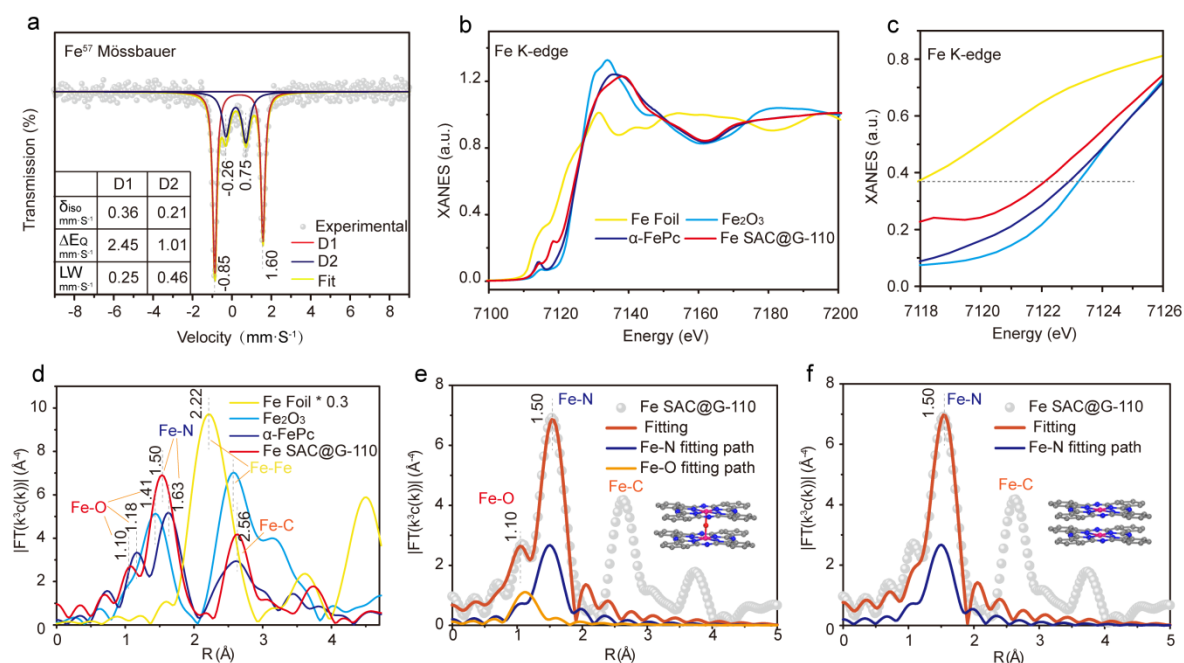 a
Fe⁵⁷ Mössbauer
Transmission (%)
-0.26
0.75
-0.85
1.60
D1 D2
δiso mm·S⁻¹ 0.36 0.21
ΔEQ mm·S⁻¹ 2.45 1.01
LW mm·S⁻¹ 0.25 0.46
Experimental
D1
D2
Fit
-8 -6 -4 -2 0 2 4 6 8
Velocity (mm·S⁻¹)
b
Fe K-edge
XANES (a.u.)
1.2
0.8
0.4
0.0
Fe Foil Fe₂O₃
α-FePc Fe SAC@G-110
7100 7120 7140 7160 7180 7200
Energy (eV)
c
Fe K-edge
XANES (a.u.)
0.8
0.6
0.4
0.2
0.0
7118 7120 7122 7124 7126
Energy (eV)
d
|FT(k³c(k))| (Å⁻⁴)
10
8
6
4
2
0
Fe Foil * 0.3
Fe₂O₃
α-FePc
Fe SAC@G-110
2.22
Fe-N
1.50
1.41
1.63
Fe-Fe
Fe-O
1.18
1.10
2.56
Fe-C
0 1 2 3 4
R(Å)
e
|FT(k³c(k))| (Å⁻⁴)
8
6
4
2
0
1.50
Fe-N
Fe SAC@G-110
Fitting
Fe-N fitting path
Fe-O fitting path
Fe-O
1.10
Fe-C
0 1 2 3 4 5
R(Å)
f
|FT(k³c(k))| (Å⁻⁴)
8
6
4
2
0
1.50
Fe-N
Fe SAC@G-110
Fitting
Fe-N fitting path
Fe-C
0 1 2 3 4 5
R(Å)